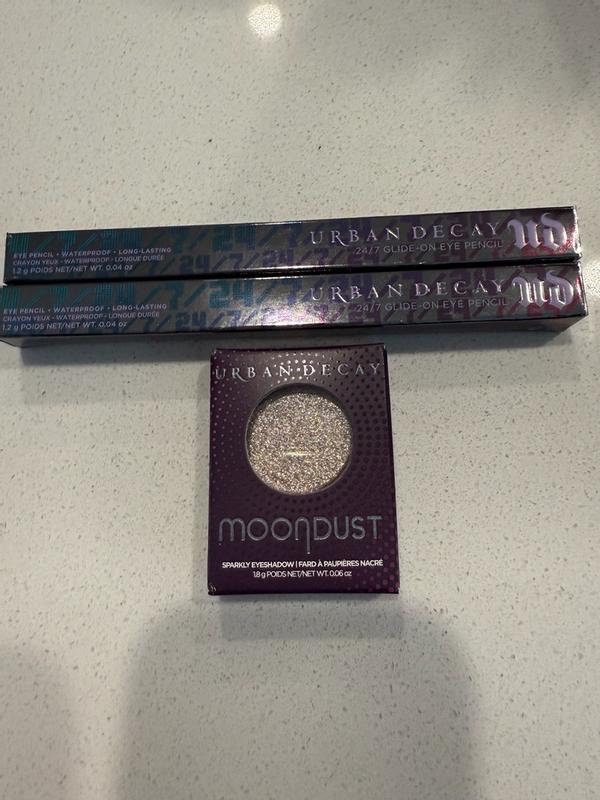 URBAN DECAY UD
24/7 GLIDE-ON EYE PENCIL
EYE PENCIL • WATERPROOF • LONG-LASTING
CRAYON YEUX • WATERPROOF • LONGUE DURÉE
1.2 g POIDS NET/NET WT. 0.04 oz
URBAN DECAY UD
24/7 GLIDE-ON EYE PENCIL
EYE PENCIL • WATERPROOF • LONG-LASTING
CRAYON YEUX • WATERPROOF • LONGUE DURÉE
1.2 g POIDS NET/NET WT. 0.04 oz
URBAN DECAY
MOONDUST
SPARKLY EYESHADOW | FARD À PAUPIÈRES NACRÉ
1.8 g POIDS NET/NET WT. 0.06 oz